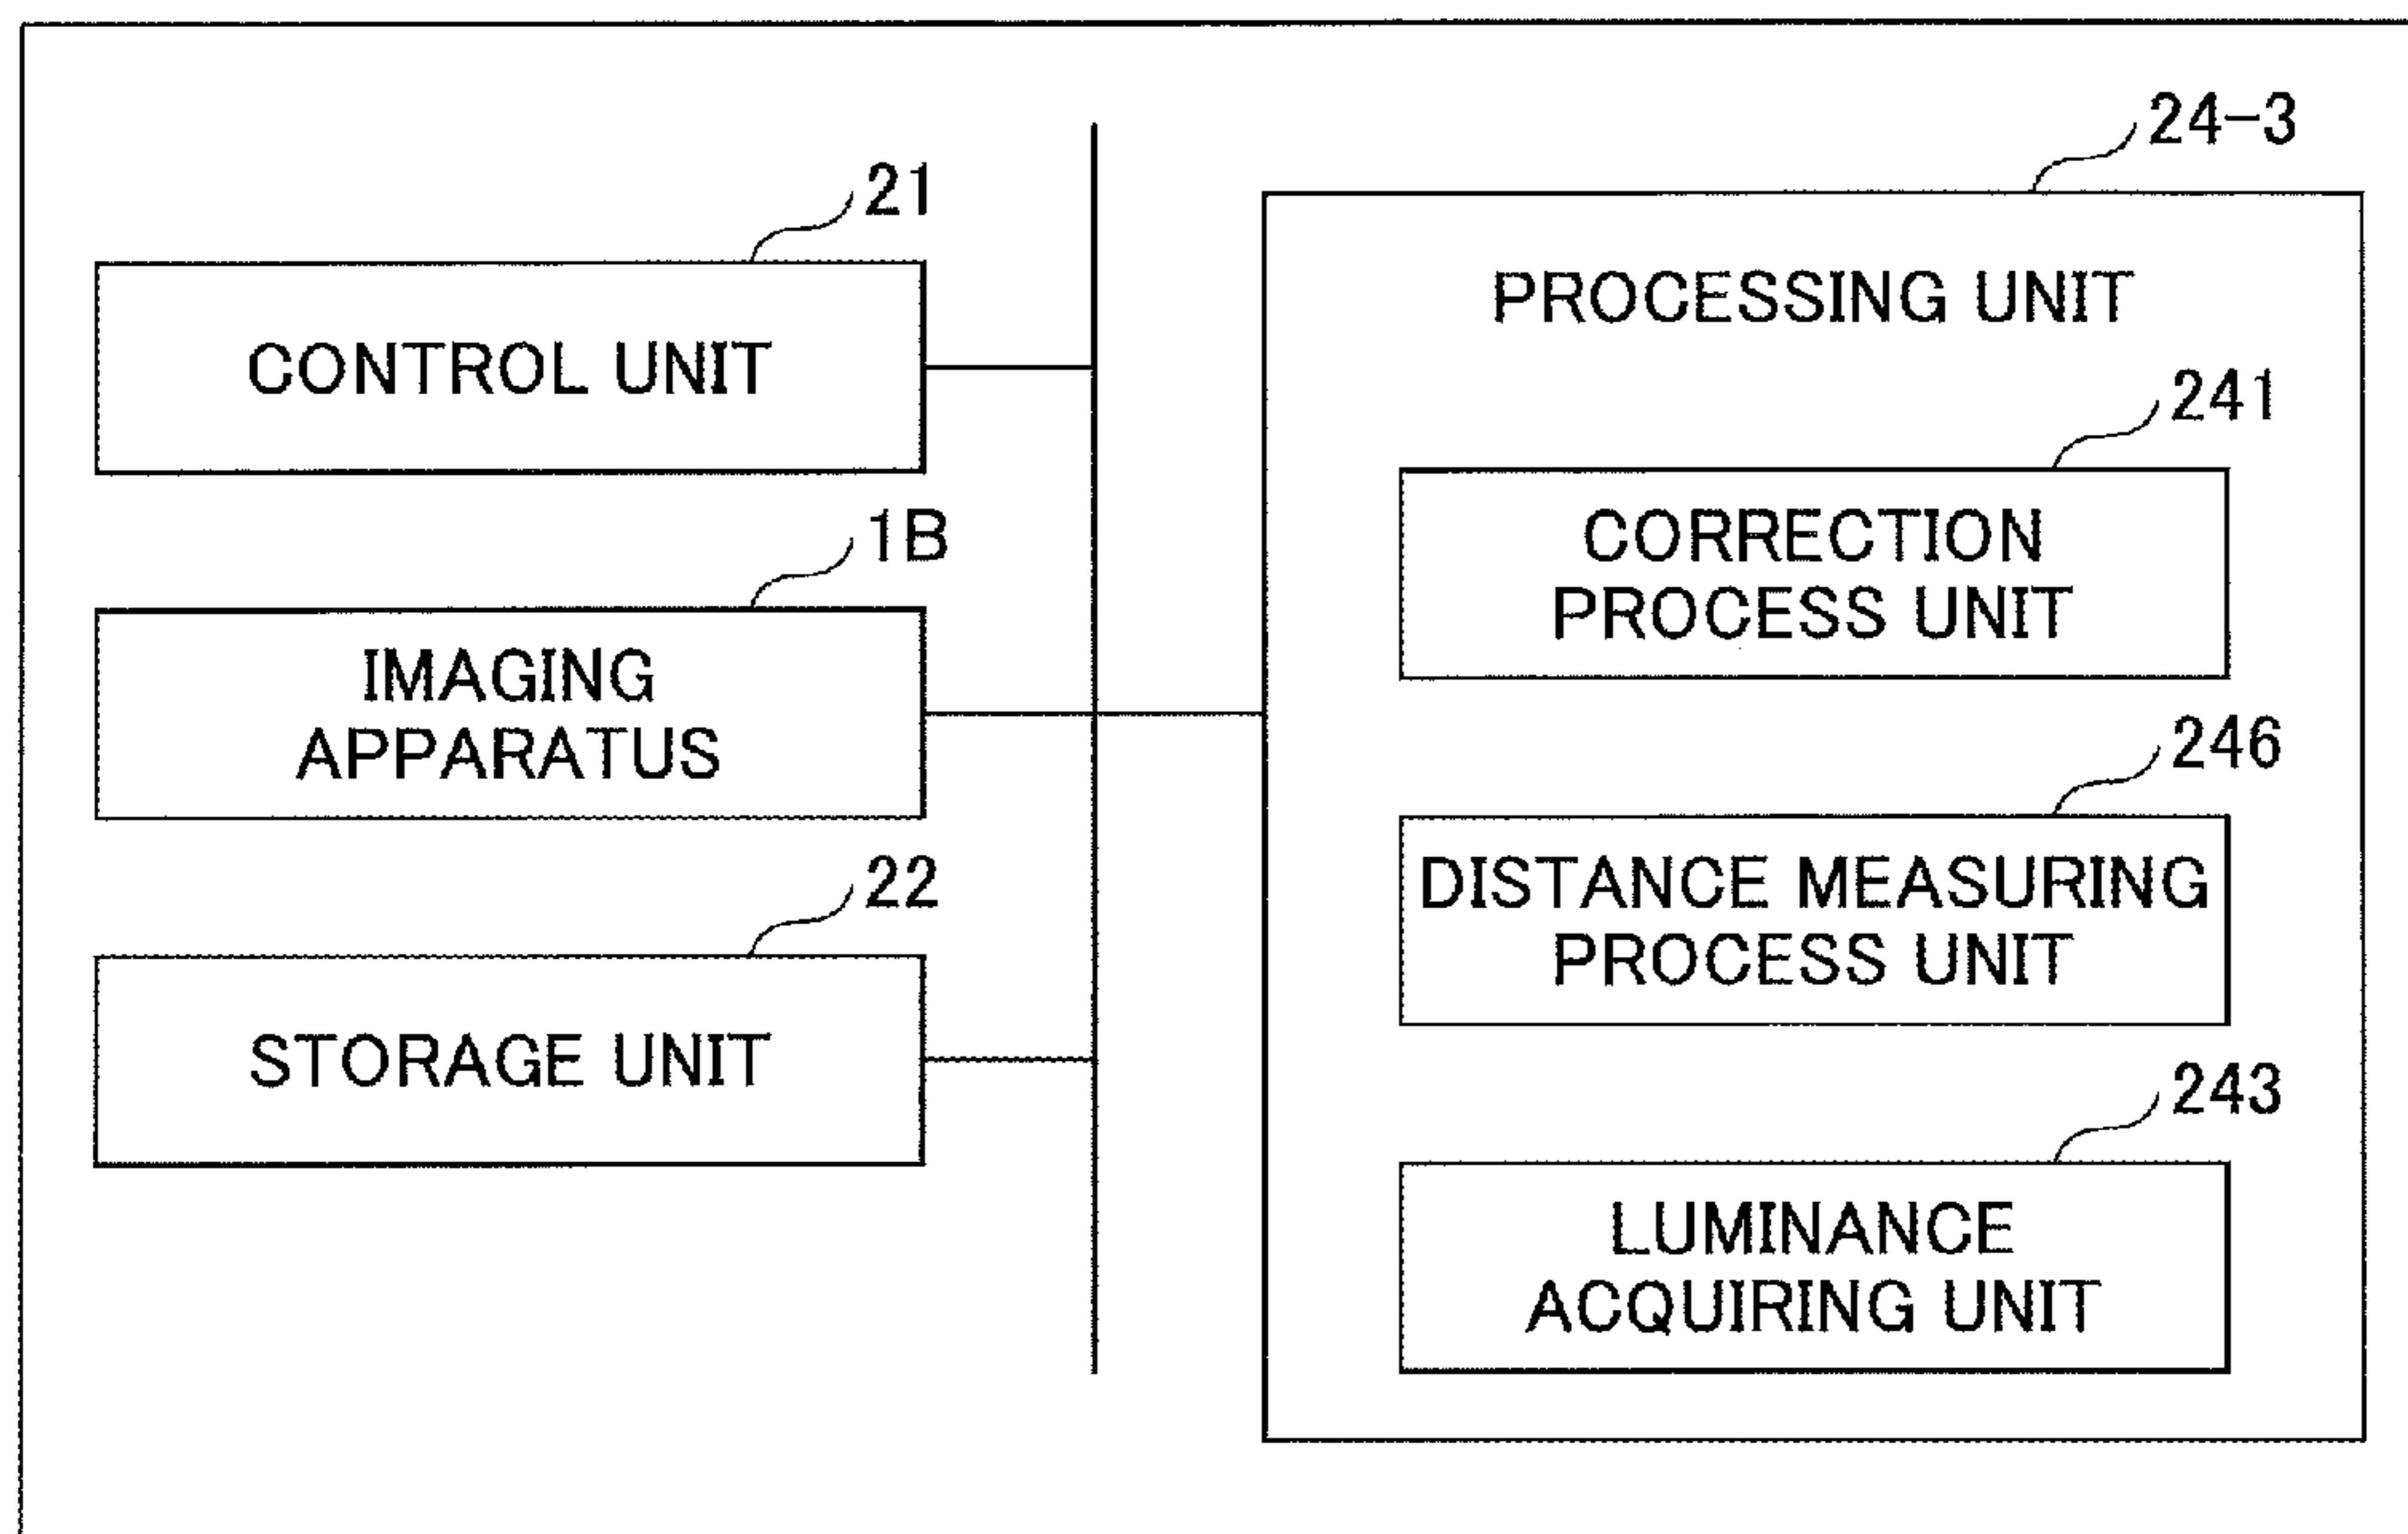 21
CONTROL UNIT
1B
IMAGING
APPARATUS
22
STORAGE UNIT
24-3
PROCESSING UNIT
241
CORRECTION
PROCESS UNIT
246
DISTANCE MEASURING
PROCESS UNIT
243
LUMINANCE
ACQUIRING UNIT